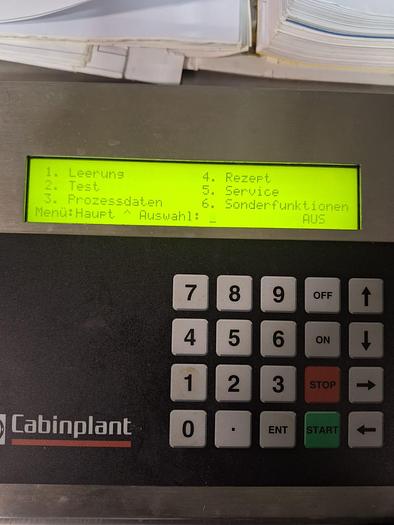 1. Leerung 4. Rezept
2. Test 5. Service
3. Prozessdaten 6. Sonderfunktionen
Menü:Haupt ^ Auswahl: _ AUS
7 8 9 OFF ↑
4 5 6 ON ↓
1 2 3 STOP →
0 . ENT START ←
Cabinplant